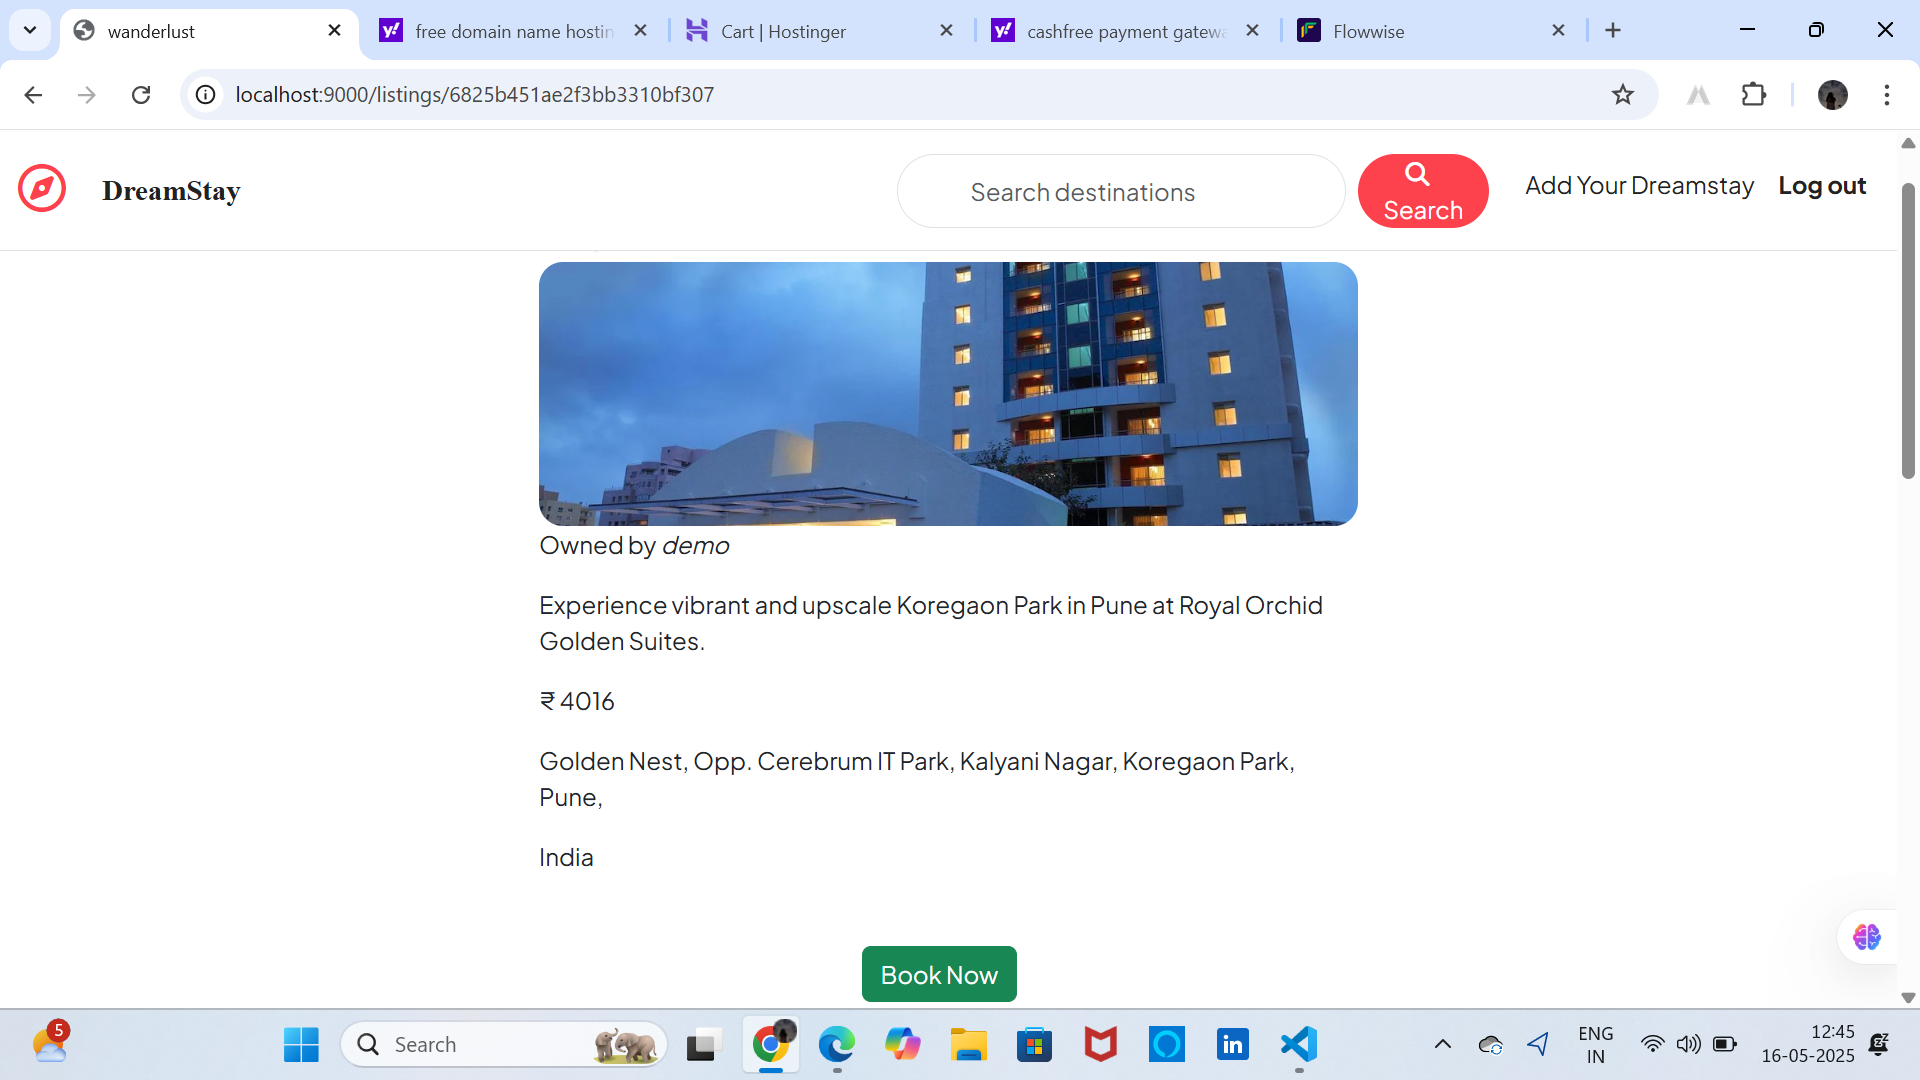 wanderlust
free domain name hostin
Cart | Hostinger
cashfree payment gatewa
Flowwise
localhost:9000/listings/6825b451ae2f3bb3310bf307
DreamStay
Search destinations
Search
Add Your Dreamstay
Log out
Owned by demo
Experience vibrant and upscale Koregaon Park in Pune at Royal Orchid
Golden Suites.
₹ 4016
Golden Nest, Opp. Cerebrum IT Park, Kalyani Nagar, Koregaon Park,
Pune,
India
Book Now
5
Search
ENG
IN
12:45
16-05-2025